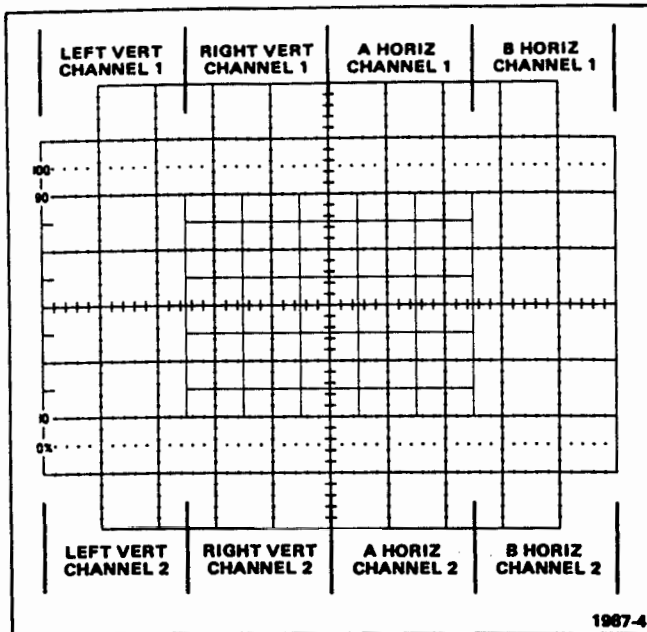 LEFT VERT RIGHT VERT A HORIZ B HORIZ
CHANNEL 1 CHANNEL 1 CHANNEL 1 CHANNEL 1
100
90
0%
LEFT VERT RIGHT VERT A HORIZ B HORIZ
CHANNEL 2 CHANNEL 2 CHANNEL 2 CHANNEL 2
1967-4